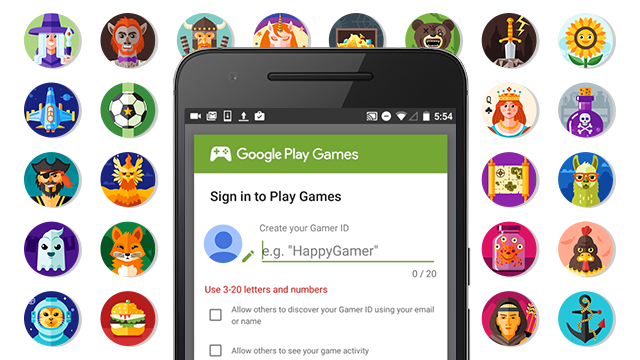 5:54
Google Play Games
Sign in to Play Games
Create your Gamer ID
e.g. "HappyGamer"
0 / 20
Use 3-20 letters and numbers
Allow others to discover your Gamer ID using your email
or name
Allow others to see your game activity
Q